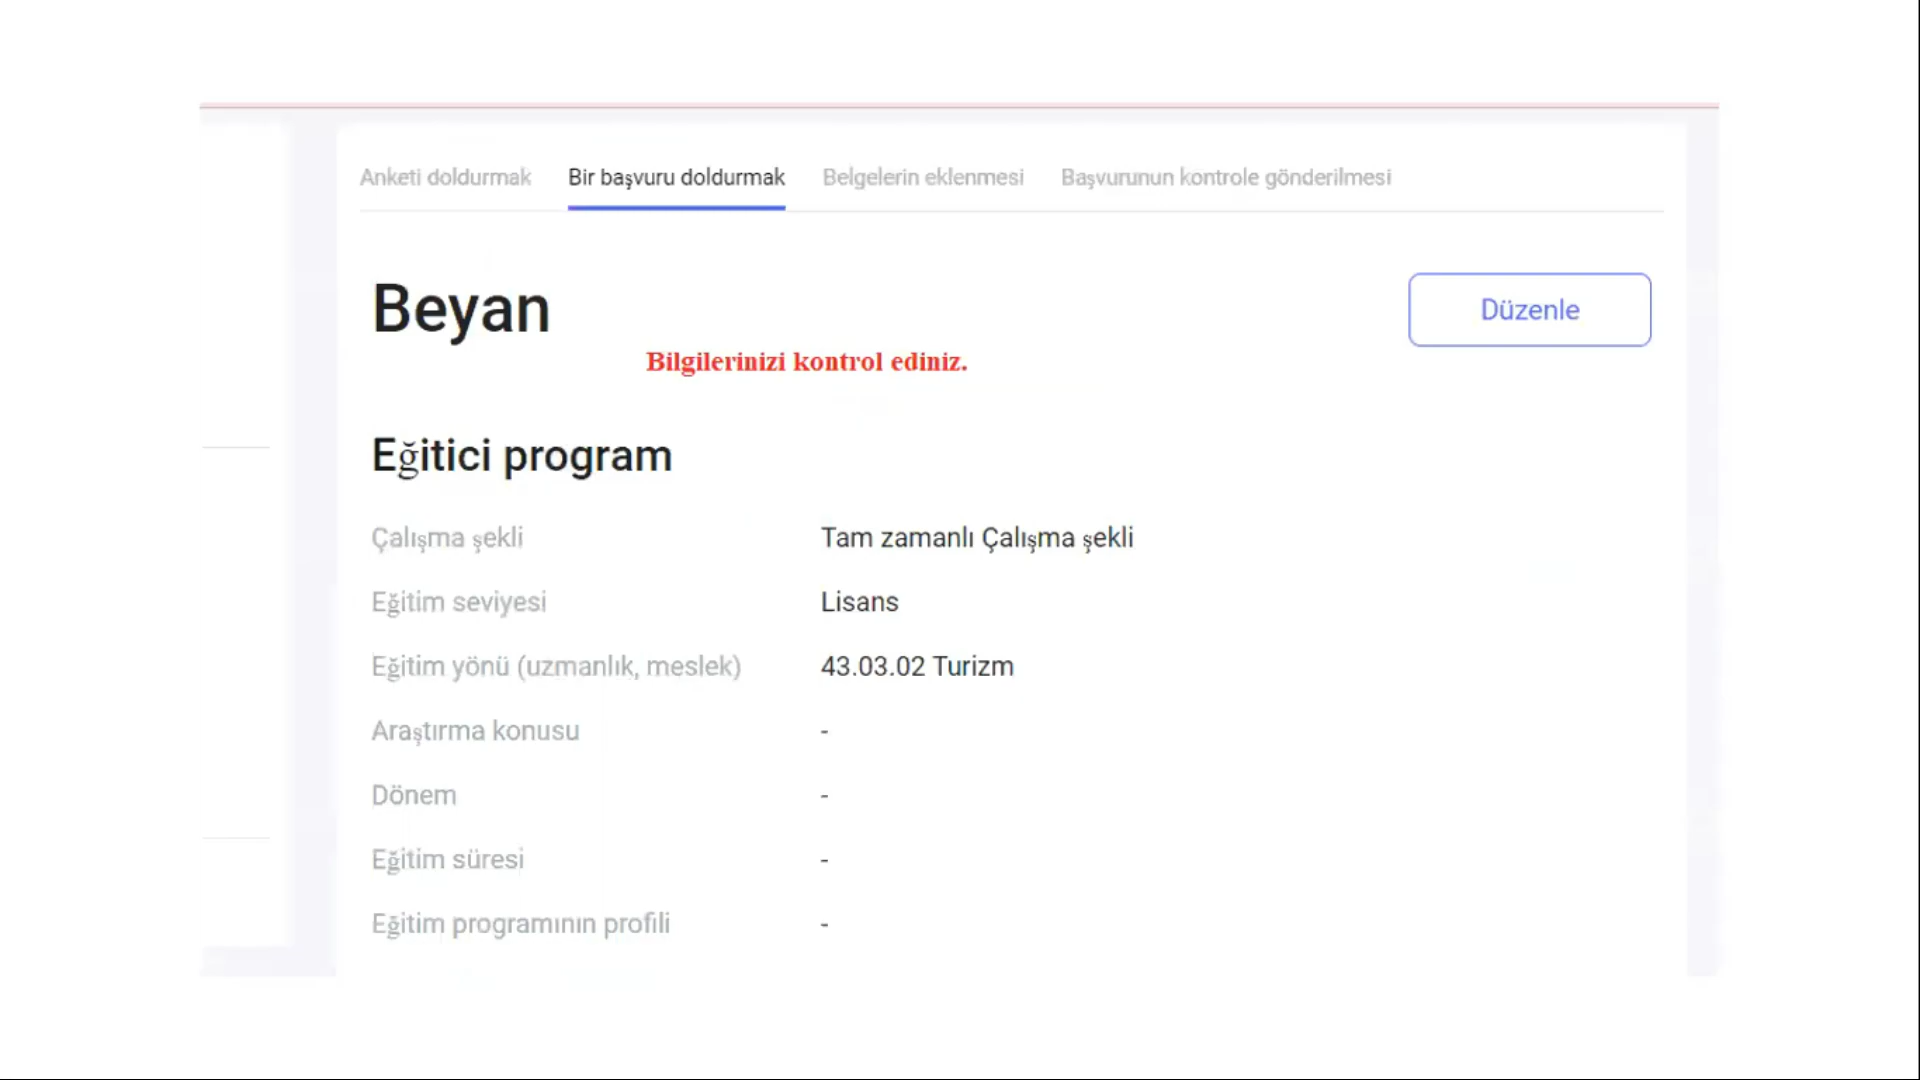 Anketi doldurmak Bir başvuru doldurmak Belgelerin eklenmesi Başvurunun kontrole gönderilmesi
Beyan
Düzenle
Bilgilerinizi kontrol ediniz.
Eğitici program
Çalışma şekli Tam zamanlı Çalışma şekli
Eğitim seviyesi Lisans
Eğitim yönü (uzmanlık, meslek) 43.03.02 Turizm
Araştırma konusu -
Dönem -
Eğitim süresi -
Eğitim programının profili -